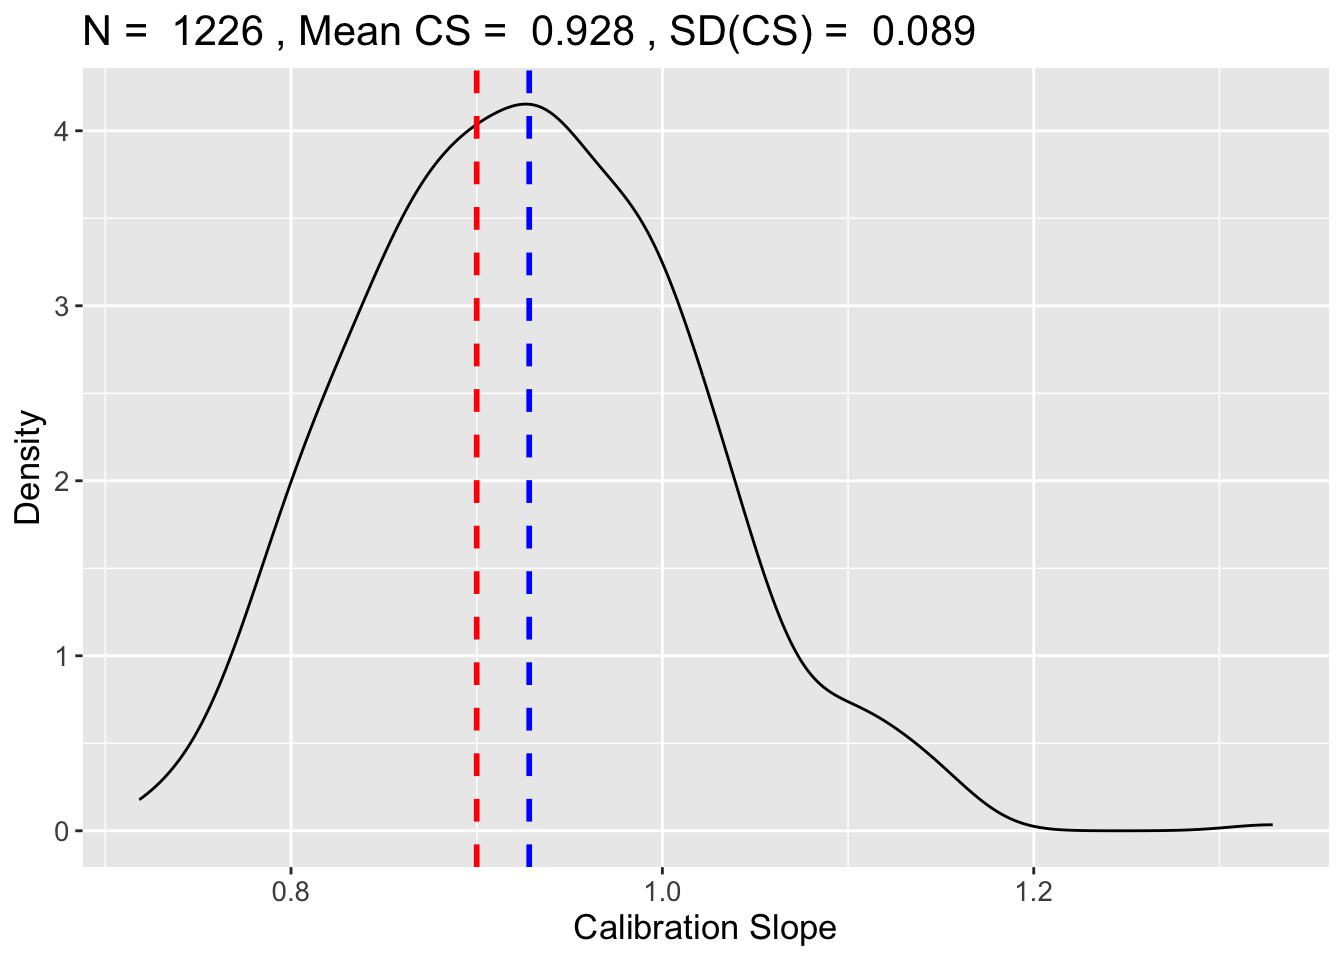 N =  1226 , Mean CS =  0.928 , SD(CS) =  0.089
4
3
2
1
0
Density
0.8
1.0
1.2
Calibration Slope